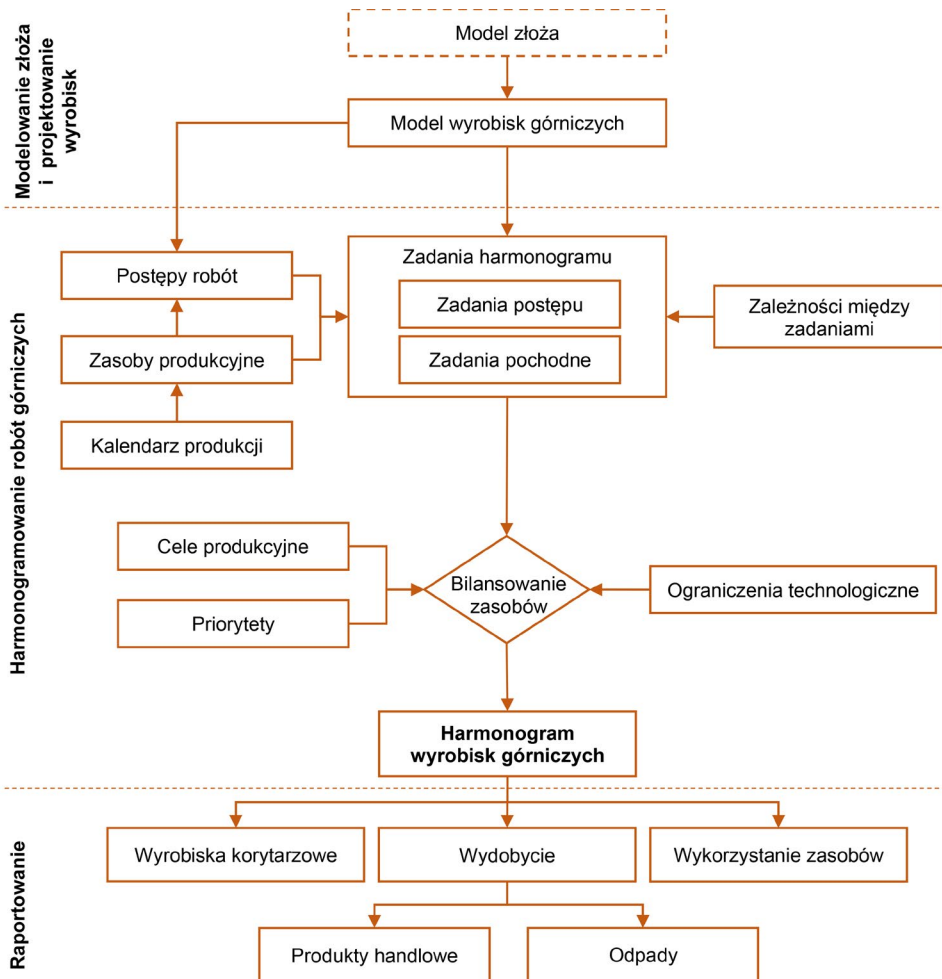 Modelowanie złoża
i projektowanie
wyrobisk
Model złoża
Model wyrobisk górniczych
Harmonogramowanie robót górniczych
Postępy robót
Zasoby produkcyjne
Kalendarz produkcji
Zadania harmonogramu
Zadania postępu
Zadania pochodne
Zależności między
zadaniami
Cele produkcyjne
Priorytety
Bilansowanie
zasobów
Ograniczenia technologiczne
Harmonogram
wyrobisk górniczych
Raportowanie
Wyrobiska korytarzowe
Wydobycie
Wykorzystanie zasobów
Produkty handlowe
Odpady